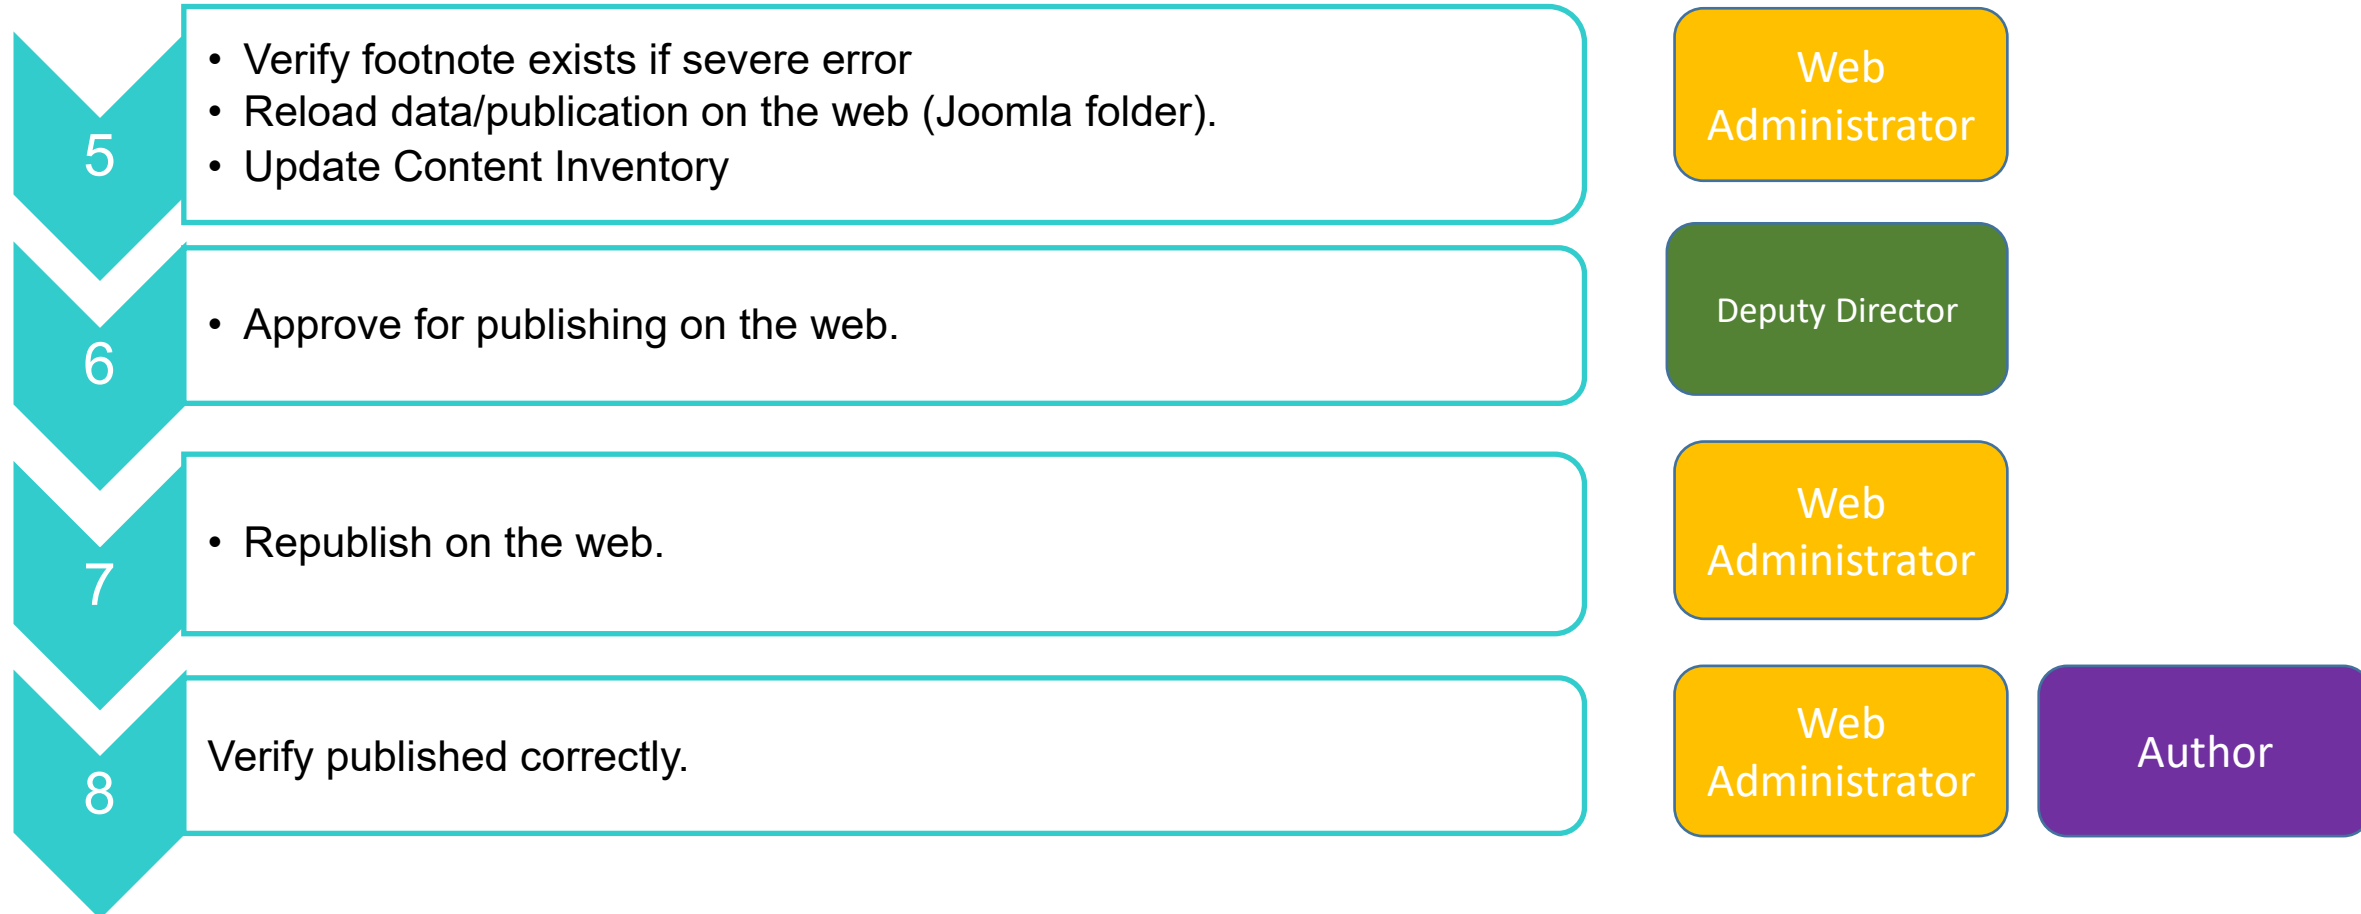 5
• Verify footnote exists if severe error
• Reload data/publication on the web (Joomla folder).
• Update Content Inventory
Web
Administrator
6
• Approve for publishing on the web.
Deputy Director
7
• Republish on the web.
Web
Administrator
8
Verify published correctly.
Web
Administrator
Author